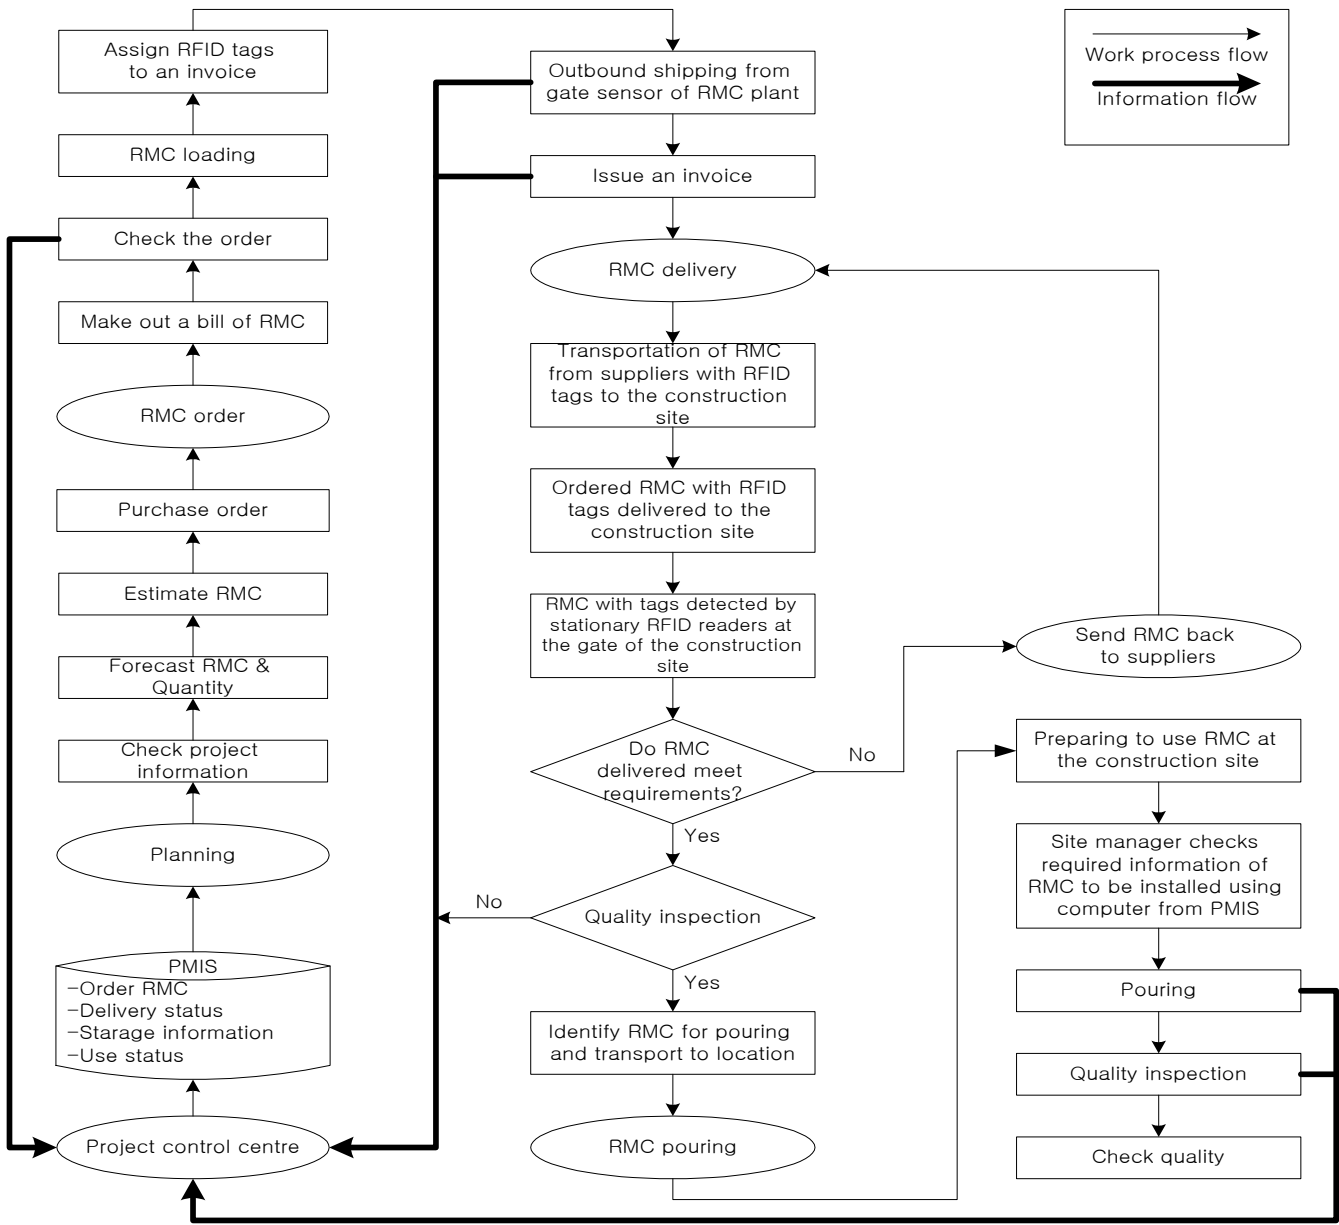 Assign RFID tags
to an invoice
RMC loading
Check the order
Make out a bill of RMC
RMC order
Purchase order
Estimate RMC
Forecast RMC &
Quantity
Check project
information
Planning
PMIS
-Order RMC
-Delivery status
-Starage information
-Use status
Project control centre
Outbound shipping from
gate sensor of RMC plant
Issue an invoice
RMC delivery
Transportation of RMC
from suppliers with RFID
tags to the construction
site
Ordered RMC with RFID
tags delivered to the
construction site
RMC with tags detected by
stationary RFID readers at
the gate of the construction
site
Do RMC
delivered meet
requirements?
No
Yes
Quality inspection
No
Yes
Identify RMC for pouring
and transport to location
RMC pouring
Work process flow
Information flow
Send RMC back
to suppliers
Preparing to use RMC at
the construction site
Site manager checks
required information of
RMC to be installed using
computer from PMIS
Pouring
Quality inspection
Check quality